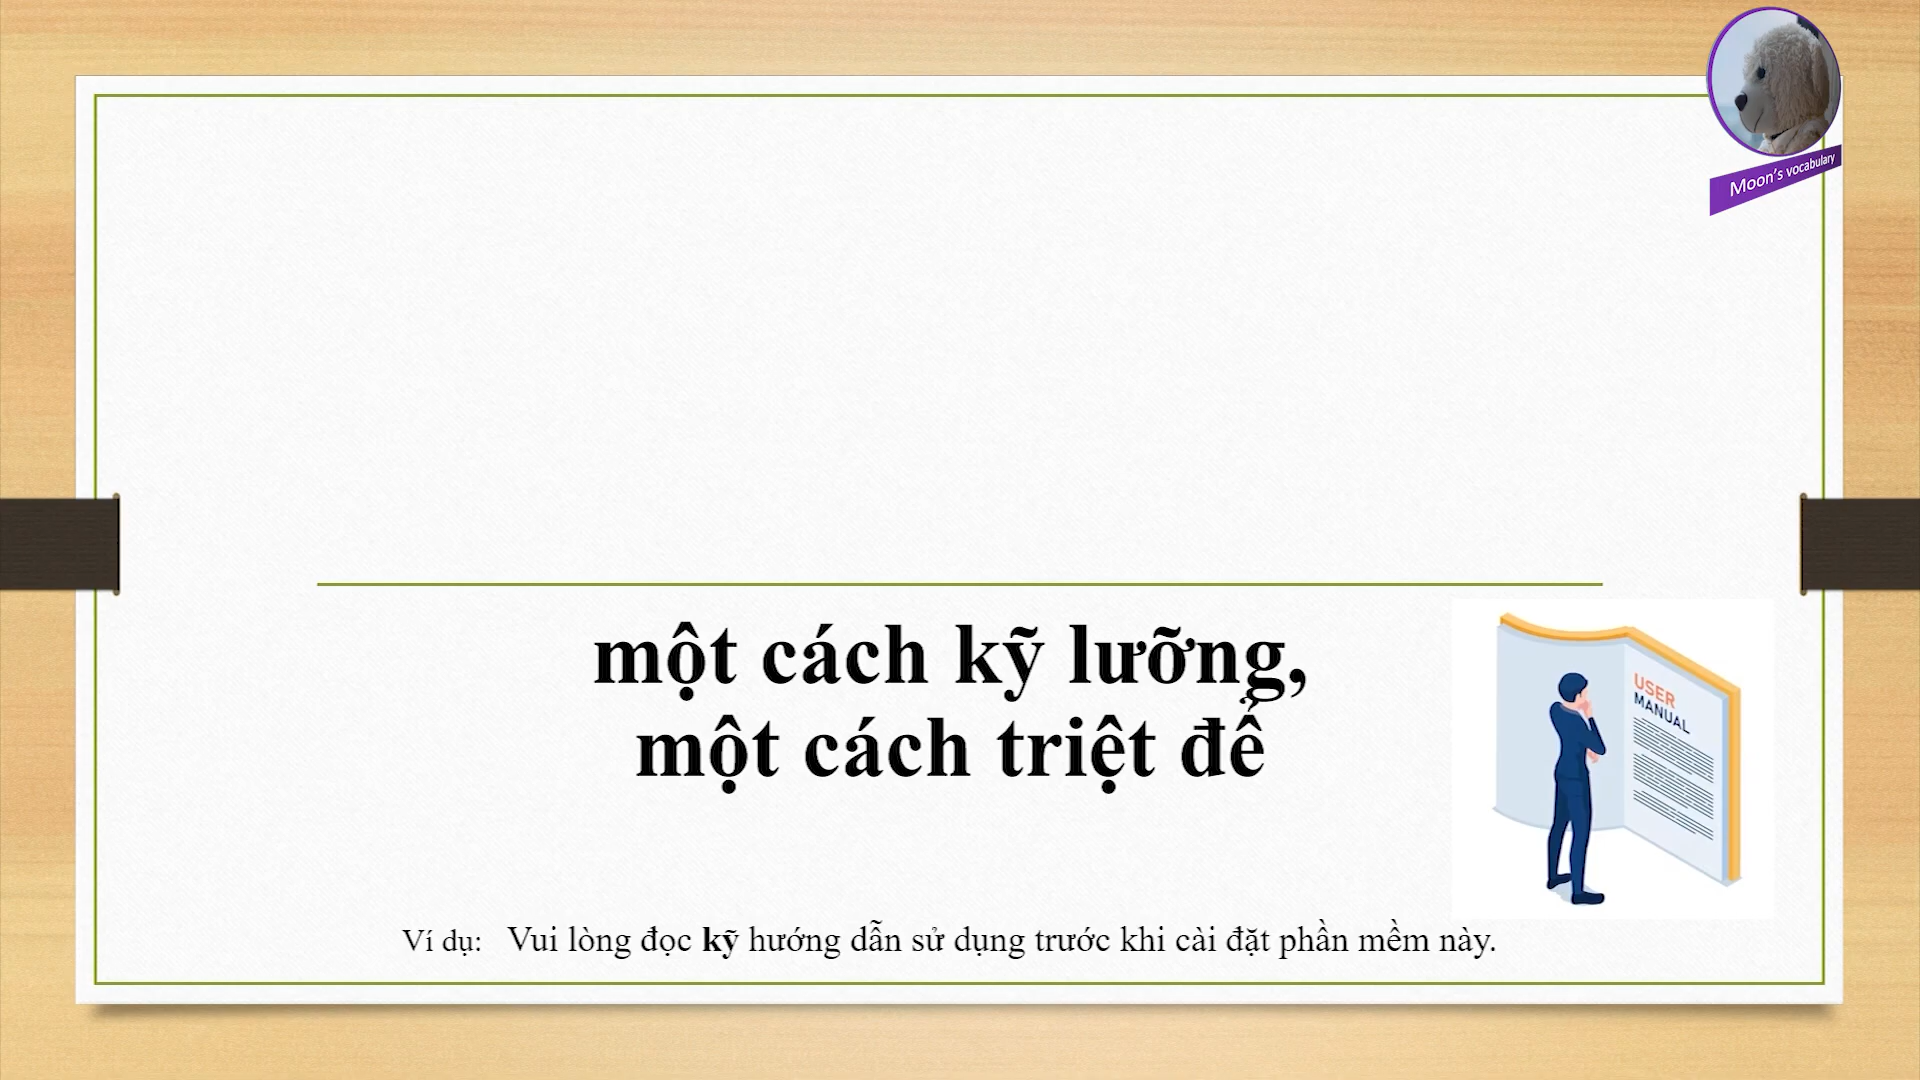 Moon's vocabulary
một cách kỹ lưỡng,
một cách triệt để
USER
MANUAL
Ví dụ: Vui lòng đọc kỹ hướng dẫn sử dụng trước khi cài đặt phần mềm này.